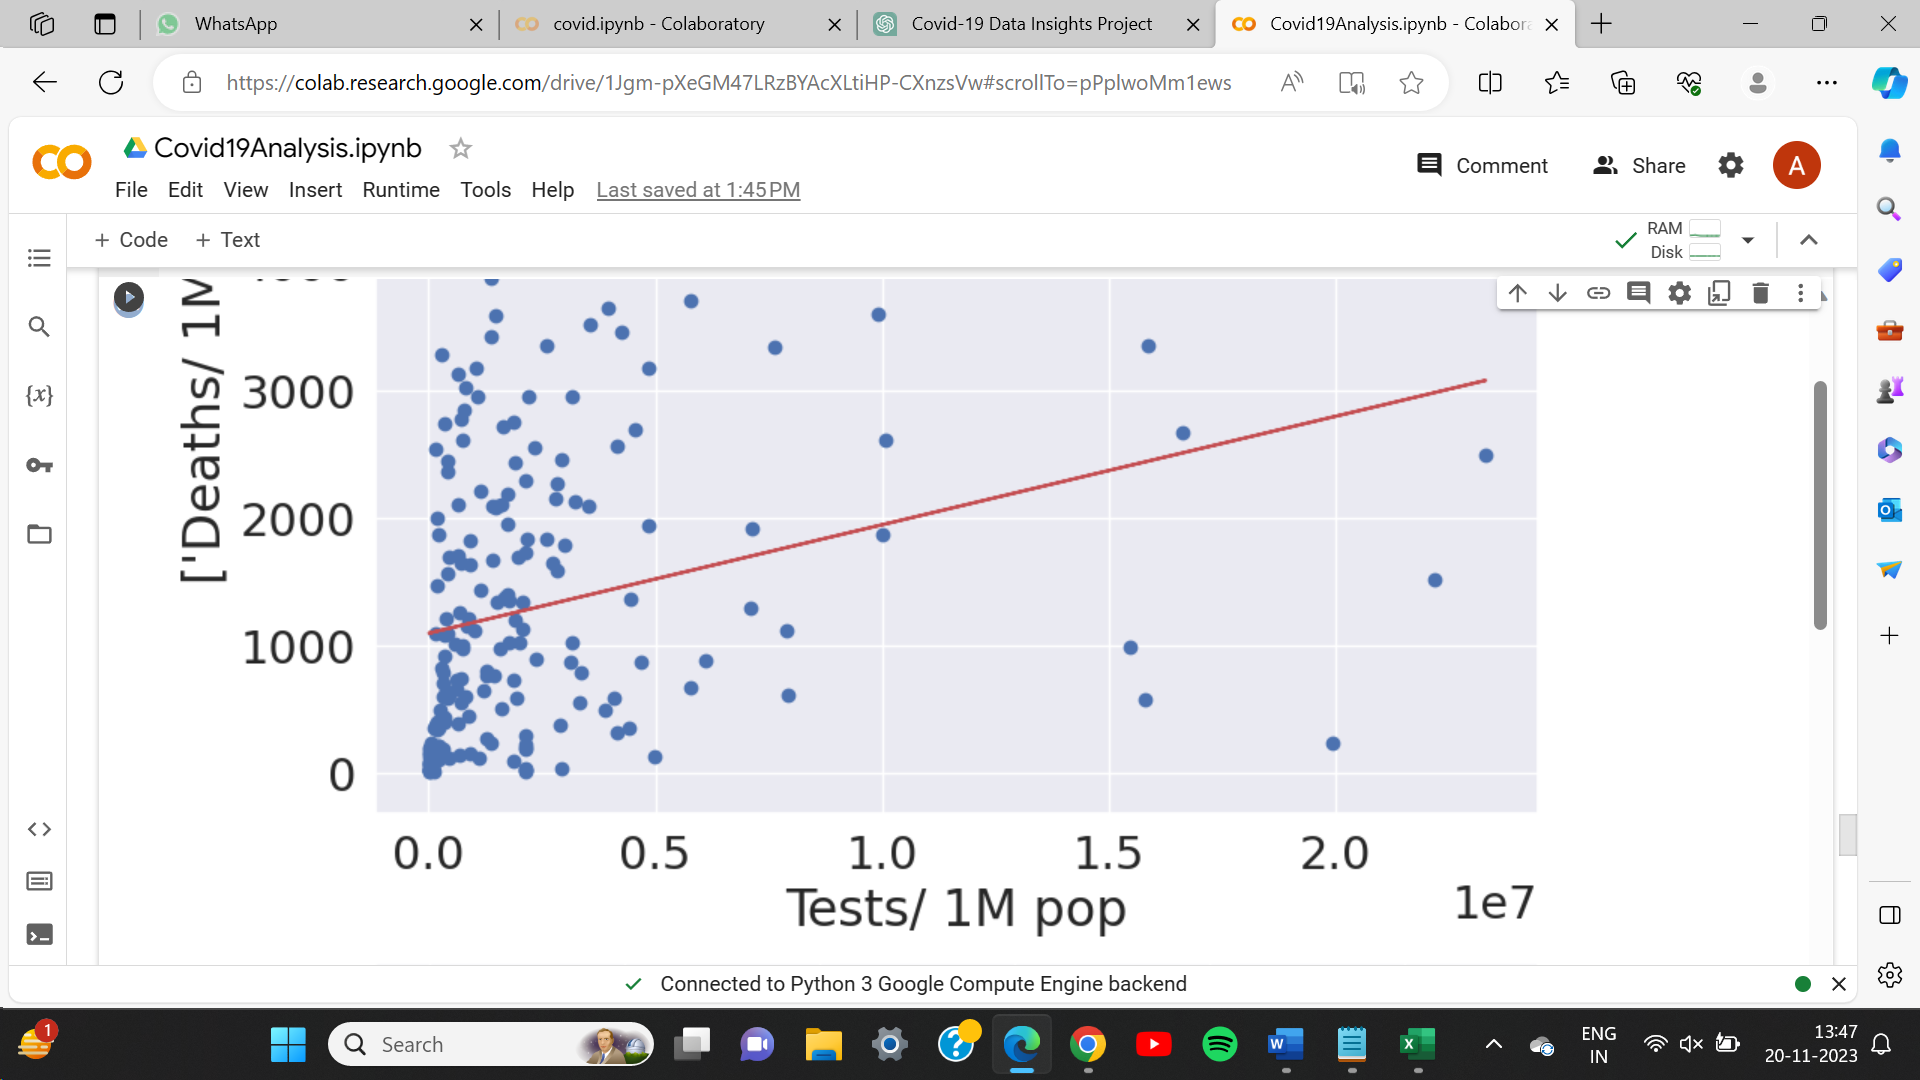 WhatsApp
covid.ipynb - Colaboratory
Covid-19 Data Insights Project
Covid19Analysis.ipynb - Colabora
https://colab.research.google.com/drive/1Jgm-pXeGM47LRzBYAcXLtiHP-CXnzsVw#scrollTo=pPplwoMm1ews
Covid19Analysis.ipynb
Comment
Share
A
File Edit View Insert Runtime Tools Help Last saved at 1:45 PM
+ Code + Text
RAM
Disk
['Deaths/ 1M
3000
2000
1000
0
0.0 0.5 1.0 1.5 2.0
1e7
Tests/ 1M pop
Connected to Python 3 Google Compute Engine backend
1
Search
ENG
IN
13:47
20-11-2023